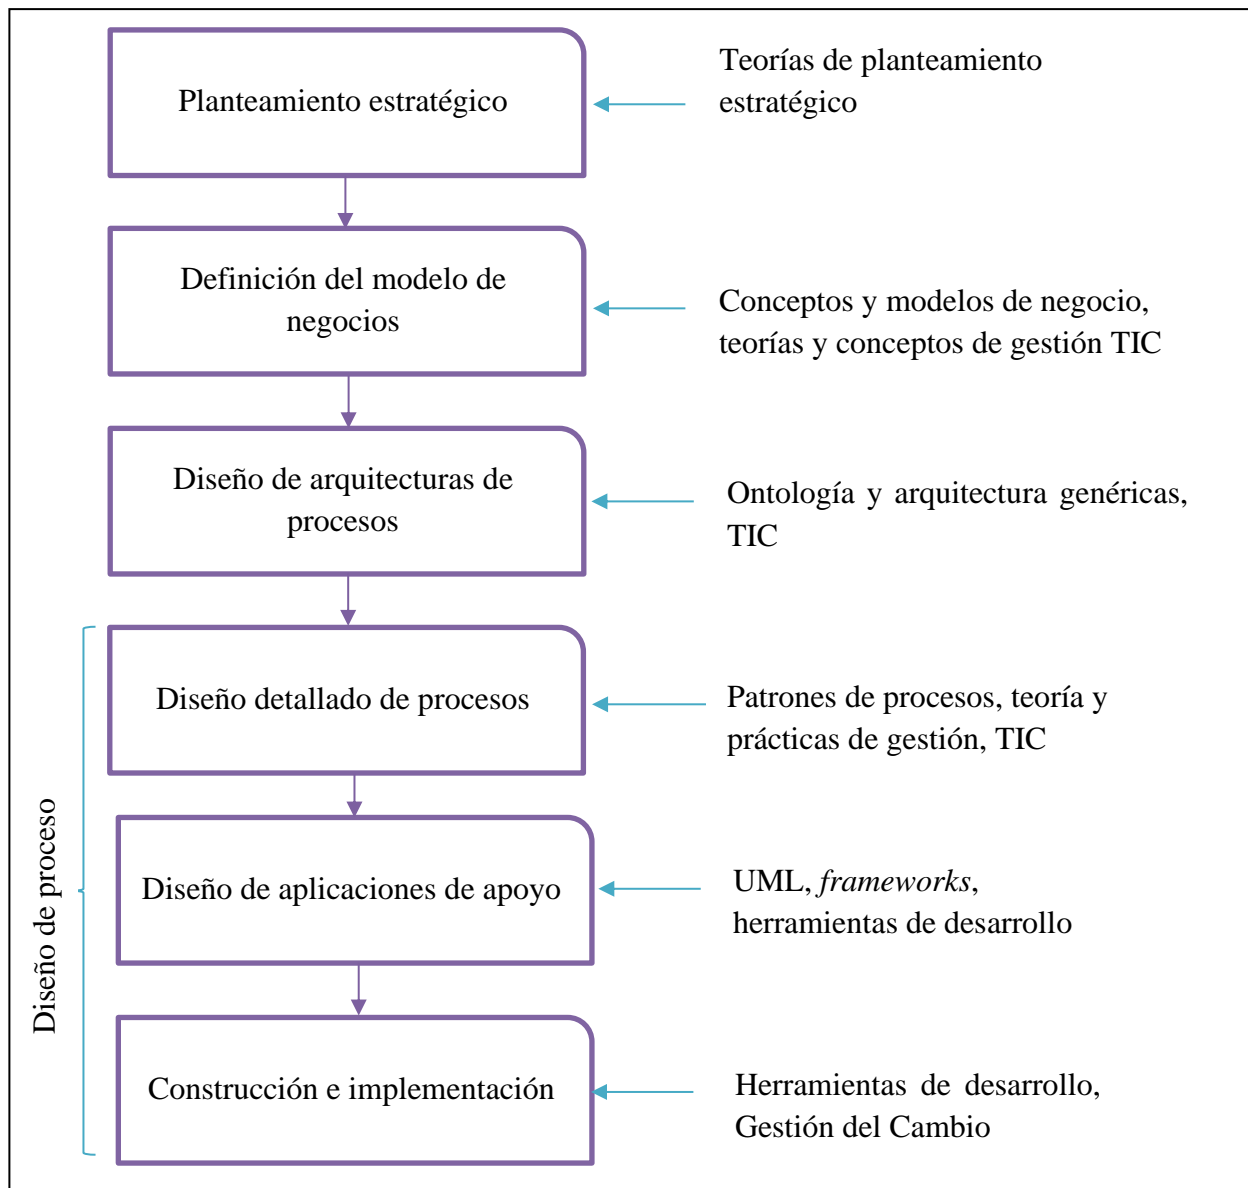 Planteamiento estratégico
Teorías de planteamiento
estratégico
Definición del modelo de
negocios
Conceptos y modelos de negocio,
teorías y conceptos de gestión TIC
Diseño de arquitecturas de
procesos
Ontología y arquitectura genéricas,
TIC
Diseño de proceso
Diseño detallado de procesos
Patrones de procesos, teoría y
prácticas de gestión, TIC
Diseño de aplicaciones de apoyo
UML, frameworks,
herramientas de desarrollo
Construcción e implementación
Herramientas de desarrollo,
Gestión del Cambio